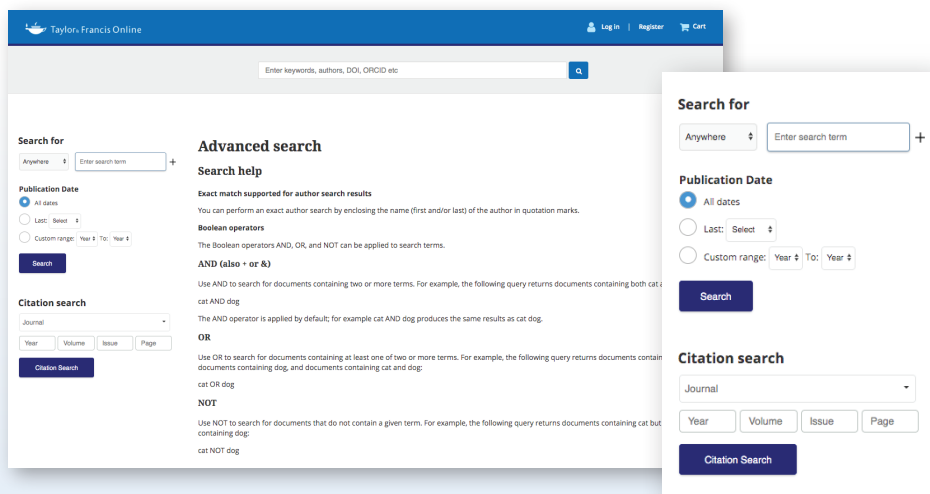 Taylor & Francis Online
Log in | Register Cart
Enter keywords, authors, DOI, ORCID etc
Search for
Anywhere Enter search term +
Publication Date
All dates
Last: Select
Custom range: Year To: Year
Search
Citation search
Journal
Year Volume Issue Page
Citation Search
Advanced search
Search help
Exact match supported for author search results
You can perform an exact author search by enclosing the name (first and/or last) of the author in quotation marks.
Boolean operators
The Boolean operators AND, OR, and NOT can be applied to search terms.
AND (also + or &)
Use AND to search for documents containing two or more terms. For example, the following query returns documents containing both cat
cat AND dog
The AND operator is applied by default; for example cat AND dog produces the same results as cat dog.
OR
Use OR to search for documents containing at least one of two or more terms. For example, the following query returns documents
documents containing dog, and documents containing cat and dog:
cat OR dog
NOT
Use NOT to search for documents that do not contain a given term. For example, the following query returns documents containing cat but
containing dog:
cat NOT dog
Search for
Anywhere Enter search term +
Publication Date
All dates
Last: Select
Custom range: Year To: Year
Search
Citation search
Journal
Year Volume Issue Page
Citation Search